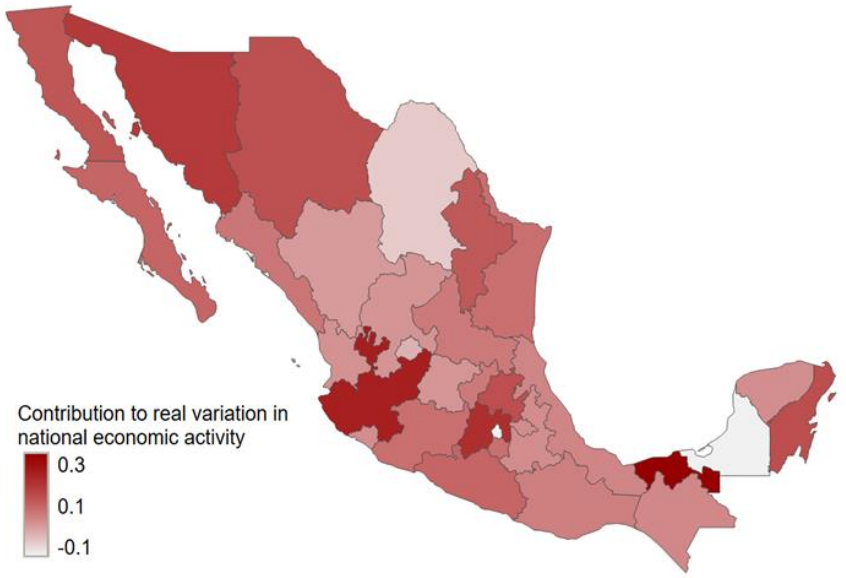 Contribution to real variation in
national economic activity
0.3
0.1
-0.1